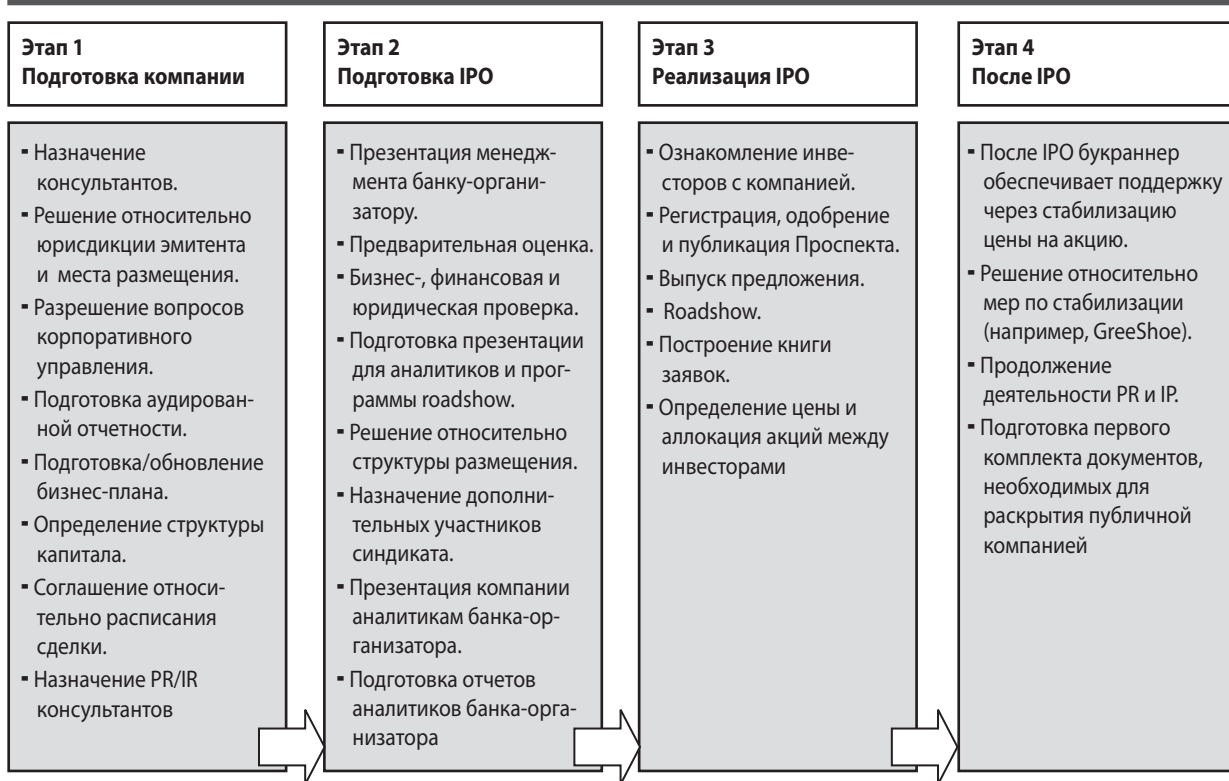 Этап 1
Подготовка компании
- Назначение
консультантов.
- Решение относительно
юрисдикции эмитента
и места размещения.
- Разрешение вопросов
корпоративного
управления.
- Подготовка аудирован-
ной отчетности.
- Подготовка/обновление
бизнес-плана.
- Определение структуры
капитала.
- Соглашение относи-
тельно расписания
сделки.
- Назначение PR/IR
консультантов
Этап 2
Подготовка IPO
- Презентация менедж-
мента банку-органи-
затору.
- Предварительная оценка.
- Бизнес-, финансовая и
юридическая проверка.
- Подготовка презентации
для аналитиков и прог-
раммы roadshow.
- Решение относительно
структуры размещения.
- Назначение дополни-
тельных участников
синдиката.
- Презентация компании
аналитикам банка-ор-
ганизатора.
- Подготовка отчетов
аналитиков банка-орга-
низатора
Этап 3
Реализация IPO
- Ознакомление инве-
сторов с компанией.
- Регистрация, одобрение
и публикация Проспекта.
- Выпуск предложения.
- Roadshow.
- Построение книги
заявок.
- Определение цены и
аллокация акций между
инвесторами
Этап 4
После IPO
- После IPO букраннер
обеспечивает поддержку
через стабилизацию
цены на акцию.
- Решение относительно
мер по стабилизации
(например, GreeShoe).
- Продолжение
деятельности PR и IP.
- Подготовка первого
комплекта документов,
необходимых для
раскрытия публичной
компанией